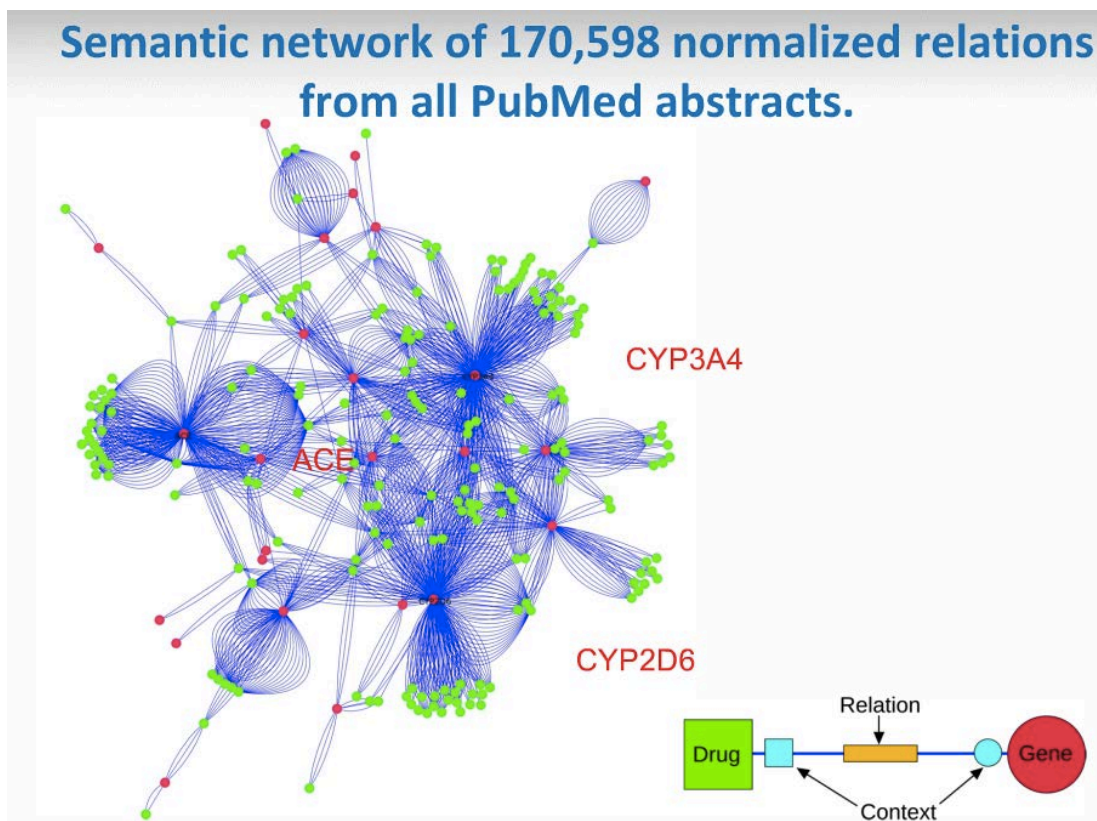 Semantic network of 170,598 normalized relations
from all PubMed abstracts.
CYP3A4
ACE
CYP2D6
Relation
Drug
Gene
Context